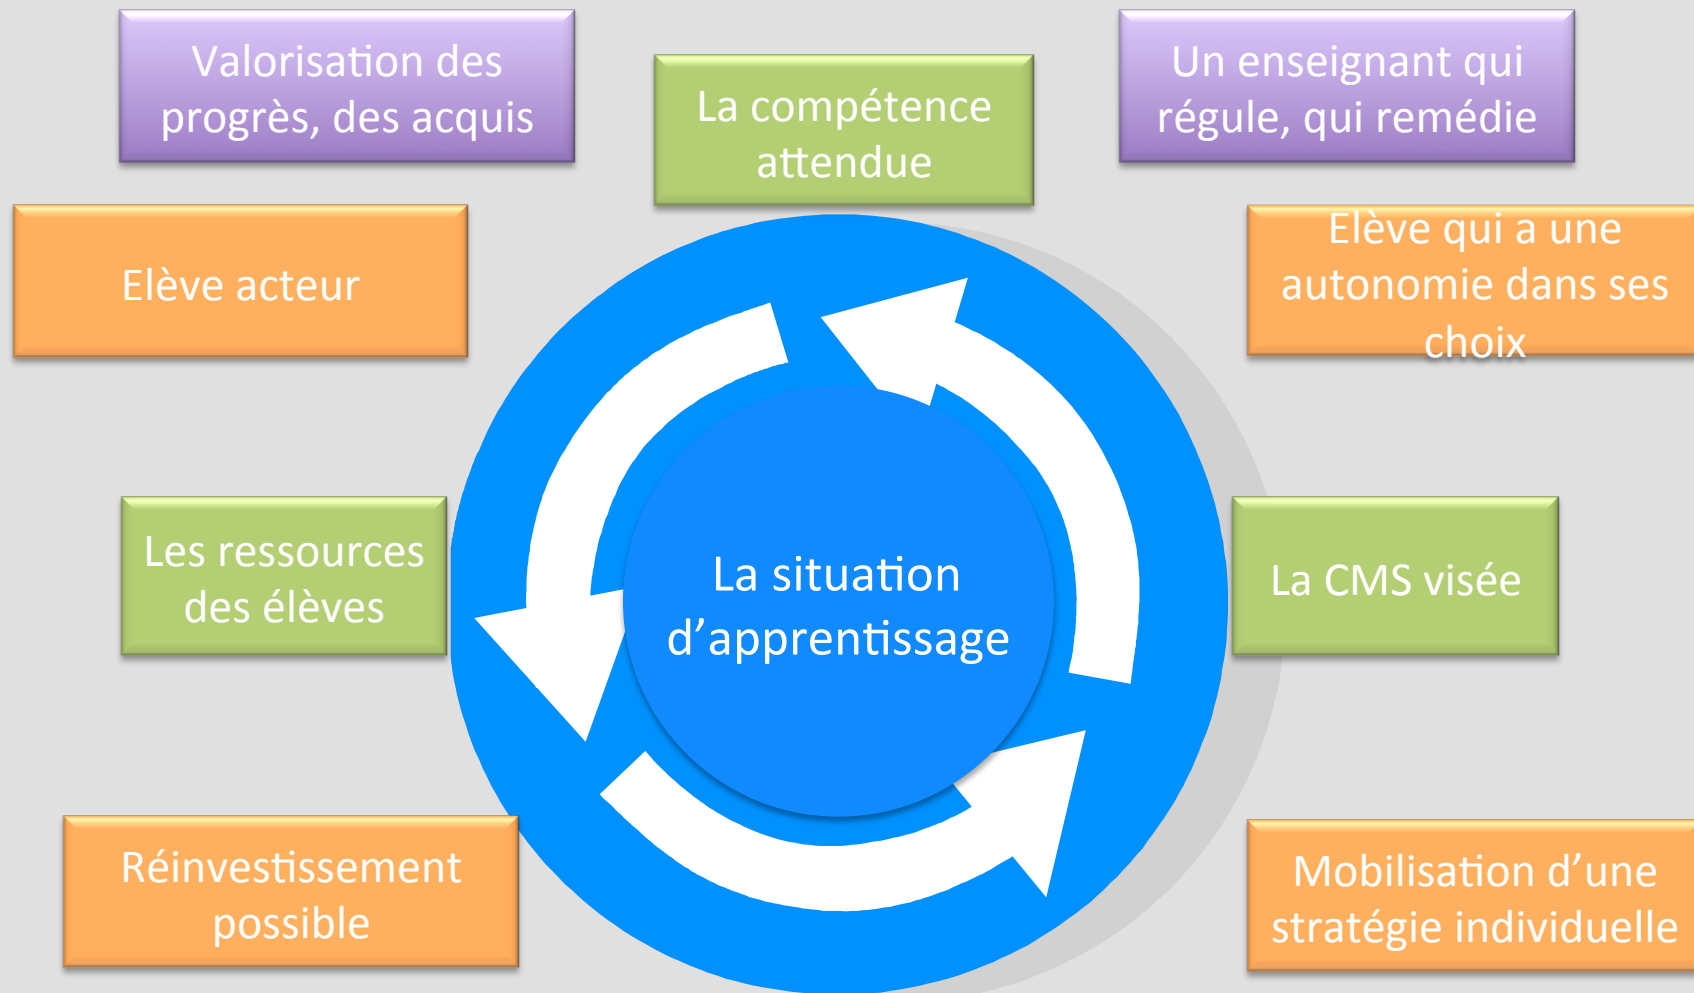 Valorisation des
progrès, des acquis
La compétence
attendue
Un enseignant qui
régule, qui remédie
Elève acteur
Elève qui a une
autonomie dans ses
choix
Les ressources
des élèves
La situation
d’apprentissage
La CMS visée
Réinvestissement
possible
Mobilisation d’une
stratégie individuelle